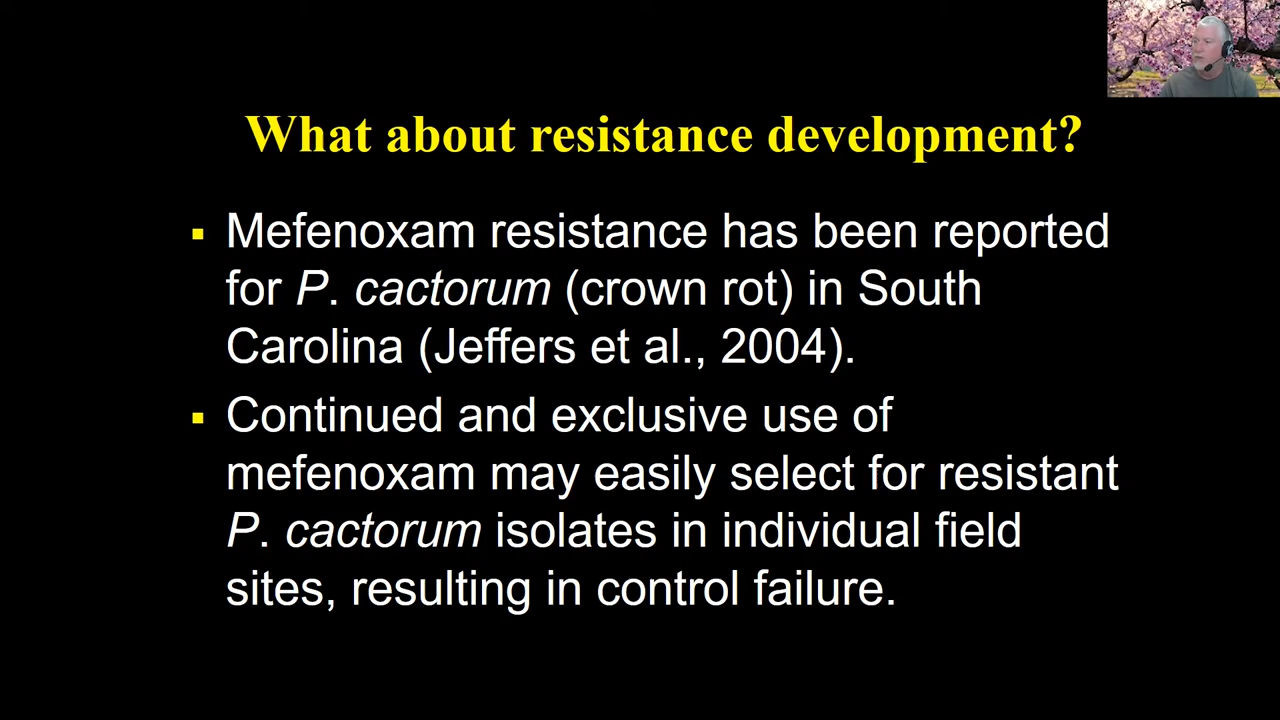 What about resistance development?
▪ Mefenoxam resistance has been reported
for P. cactorum (crown rot) in South
Carolina (Jeffers et al., 2004).
▪ Continued and exclusive use of
mefenoxam may easily select for resistant
P. cactorum isolates in individual field
sites, resulting in control failure.